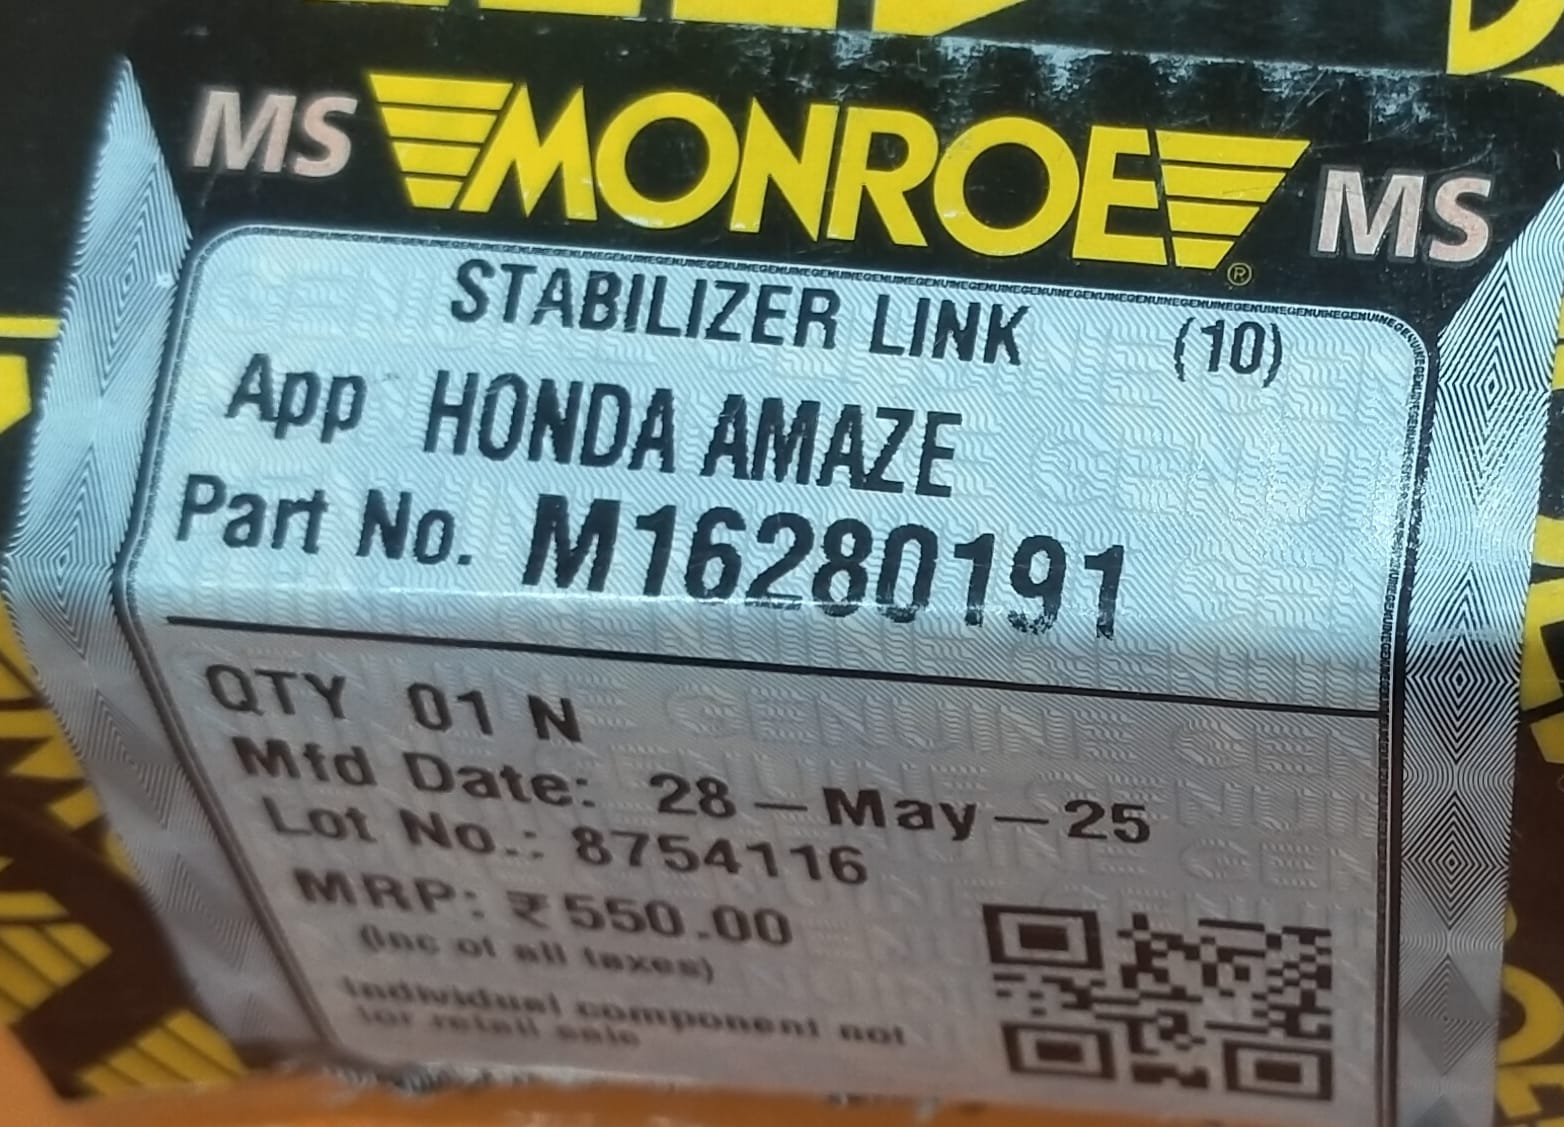 MS MONROE® MS
STABILIZER LINK (10)
App HONDA AMAZE
Part No. M16280191
QTY 01 N
Mfd Date: 28-May-25
Lot No.: 8754116
MRP: ₹550.00
(Inc of all taxes)
Individual component not
for retail sale